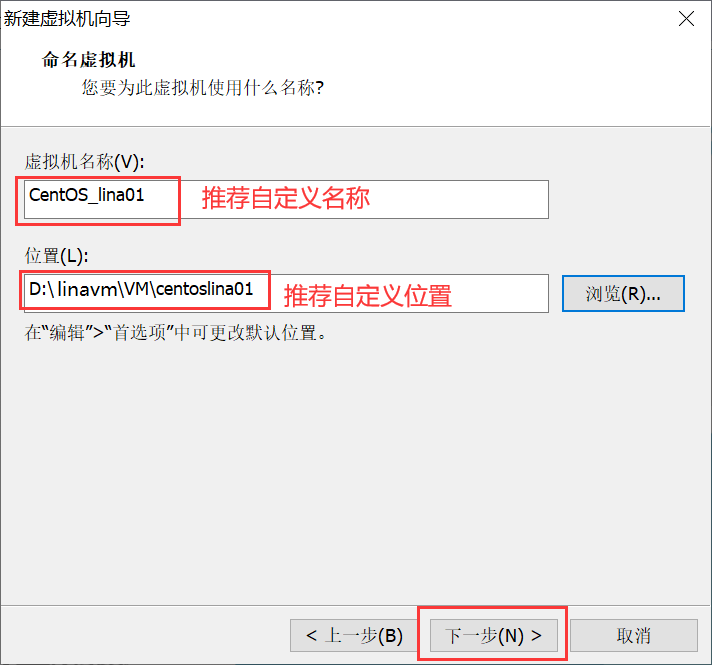 新建虚拟机向导
命名虚拟机
您要为此虚拟机使用什么名称?
虚拟机名称(V):
CentOS_lina01
推荐自定义名称
位置(L):
D:\linavm\VM\centoslina01
推荐自定义位置
浏览(R)...
在“编辑”>“首选项”中可更改默认位置。
< 上一步(B)
下一步(N) >
取消